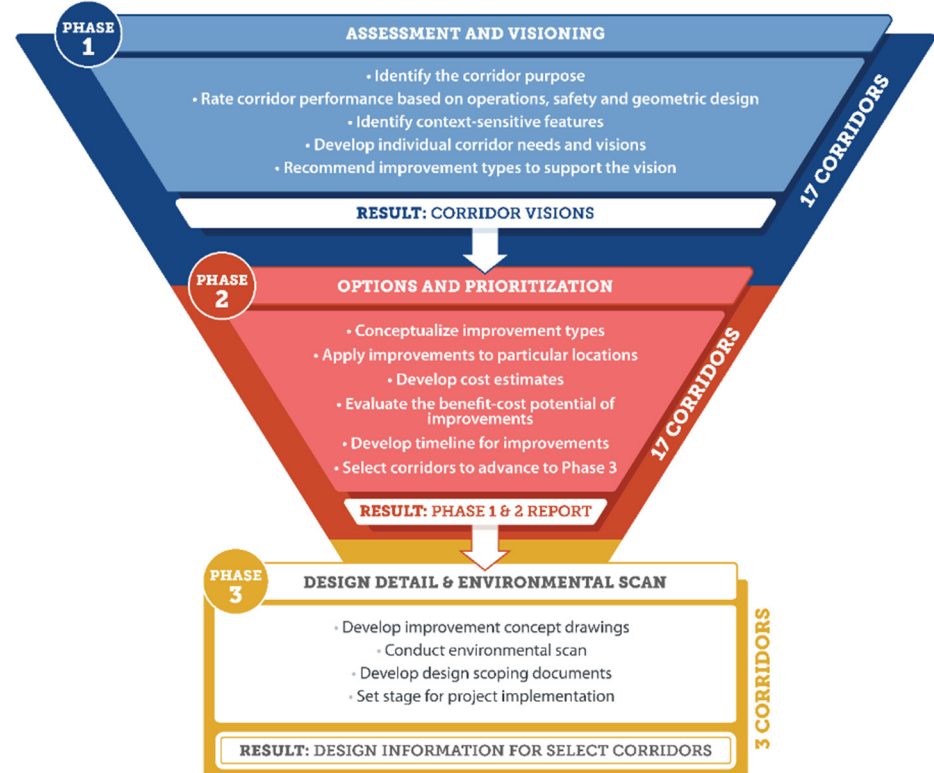 PHASE
1
ASSESSMENT AND VISIONING
• Identify the corridor purpose
• Rate corridor performance based on operations, safety and geometric design
• Identify context-sensitive features
• Develop individual corridor needs and visions
• Recommend improvement types to support the vision
RESULT: CORRIDOR VISIONS
17 CORRIDORS
PHASE
2
OPTIONS AND PRIORITIZATION
• Conceptualize improvement types
• Apply improvements to particular locations
• Develop cost estimates
• Evaluate the benefit-cost potential of
improvements
• Develop timeline for improvements
• Select corridors to advance to Phase 3
RESULT: PHASE 1 & 2 REPORT
17 CORRIDORS
PHASE
3
DESIGN DETAIL & ENVIRONMENTAL SCAN
• Develop improvement concept drawings
• Conduct environmental scan
• Develop design scoping documents
• Set stage for project implementation
RESULT: DESIGN INFORMATION FOR SELECT CORRIDORS
3 CORRIDORS